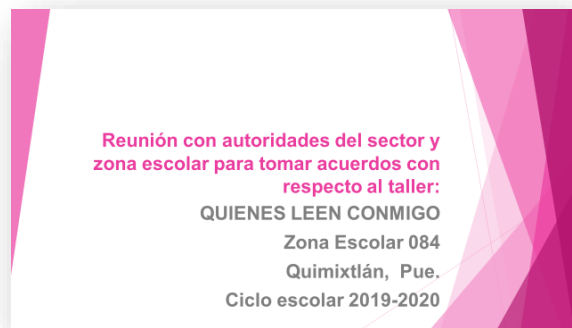 Reunión con autoridades del sector y
zona escolar para tomar acuerdos con
respecto al taller:
QUIENES LEEN CONMIGO
Zona Escolar 084
Quimixtlán, Pue.
Ciclo escolar 2019-2020